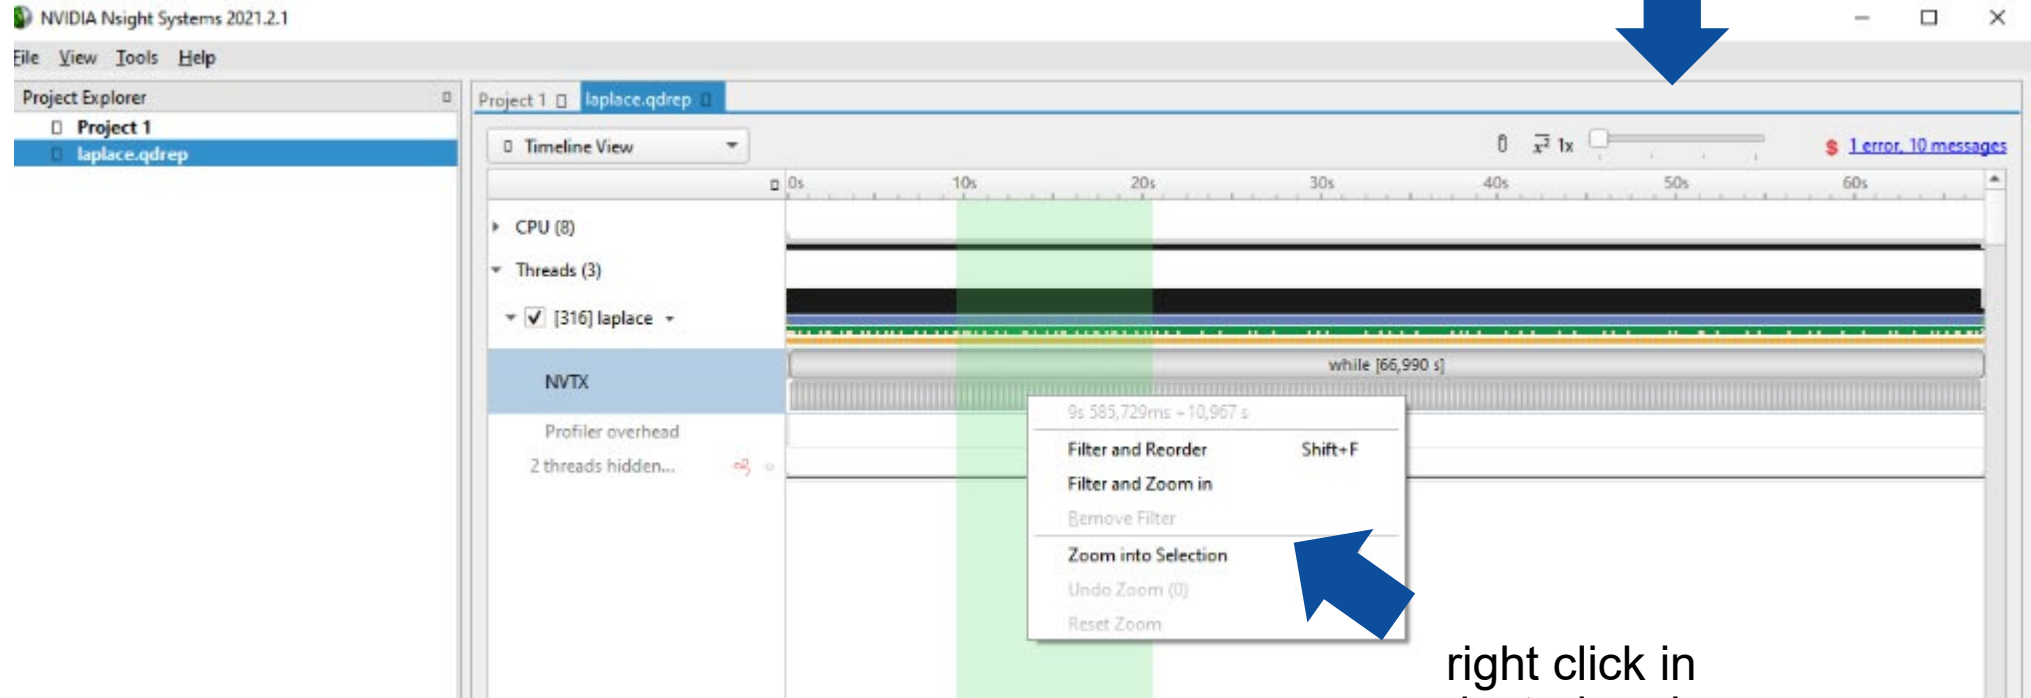 NVIDIA Nsight Systems 2021.2.1
File View Tools Help
Project Explorer
Project 1
laplace.qdrep
Project 1 laplace.qdrep
Timeline View
1x
1 error, 10 messages
0s 10s 20s 30s 40s 50s 60s
CPU (8)
Threads (3)
[316] laplace
NVTX
while [66,990 s]
Profiler overhead
2 threads hidden...
9s 585,729ms +10,967 s
Filter and Reorder Shift+F
Filter and Zoom in
Remove Filter
Zoom into Selection
Undo Zoom (0)
Reset Zoom
right click in